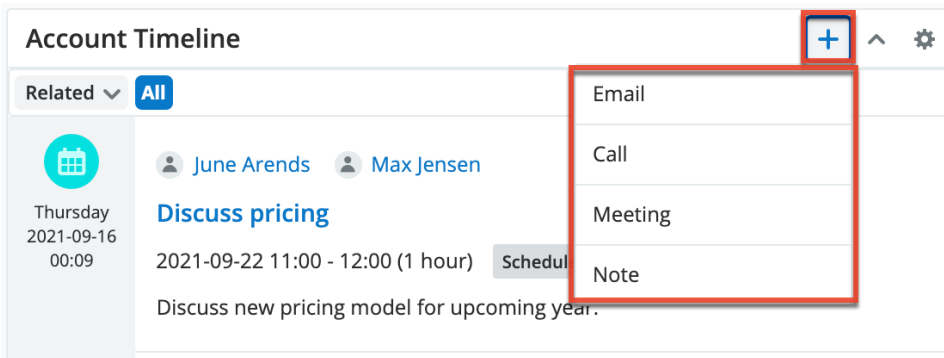 Account Timeline
Related All
Email
Call
Meeting
Note
Thursday
2021-09-16
00:09
June Arends Max Jensen
Discuss pricing
2021-09-22 11:00 - 12:00 (1 hour) Schedul
Discuss new pricing model for upcoming year.